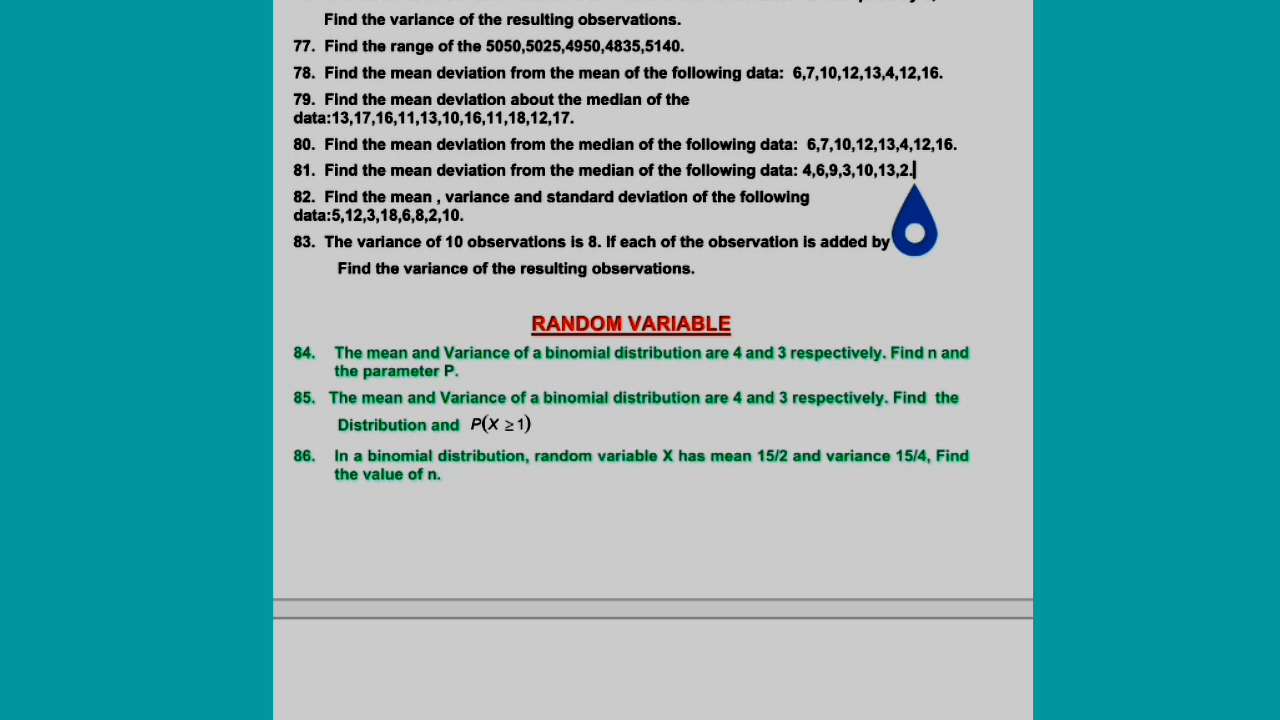 Find the variance of the resulting observations.
77. Find the range of the 5050,5025,4950,4835,5140.
78. Find the mean deviation from the mean of the following data: 6,7,10,12,13,4,12,16.
79. Find the mean deviation about the median of the
data:13,17,16,11,13,10,16,11,18,12,17.
80. Find the mean deviation from the median of the following data: 6,7,10,12,13,4,12,16.
81. Find the mean deviation from the median of the following data: 4,6,9,3,10,13,2.
82. Find the mean , variance and standard deviation of the following
data:5,12,3,18,6,8,2,10.
83. The variance of 10 observations is 8. If each of the observation is added by
Find the variance of the resulting observations.
RANDOM VARIABLE
84. The mean and Variance of a binomial distribution are 4 and 3 respectively. Find n and
the parameter P.
85. The mean and Variance of a binomial distribution are 4 and 3 respectively. Find the
Distribution and P(X ≥ 1)
86. In a binomial distribution, random variable X has mean 15/2 and variance 15/4, Find
the value of n.